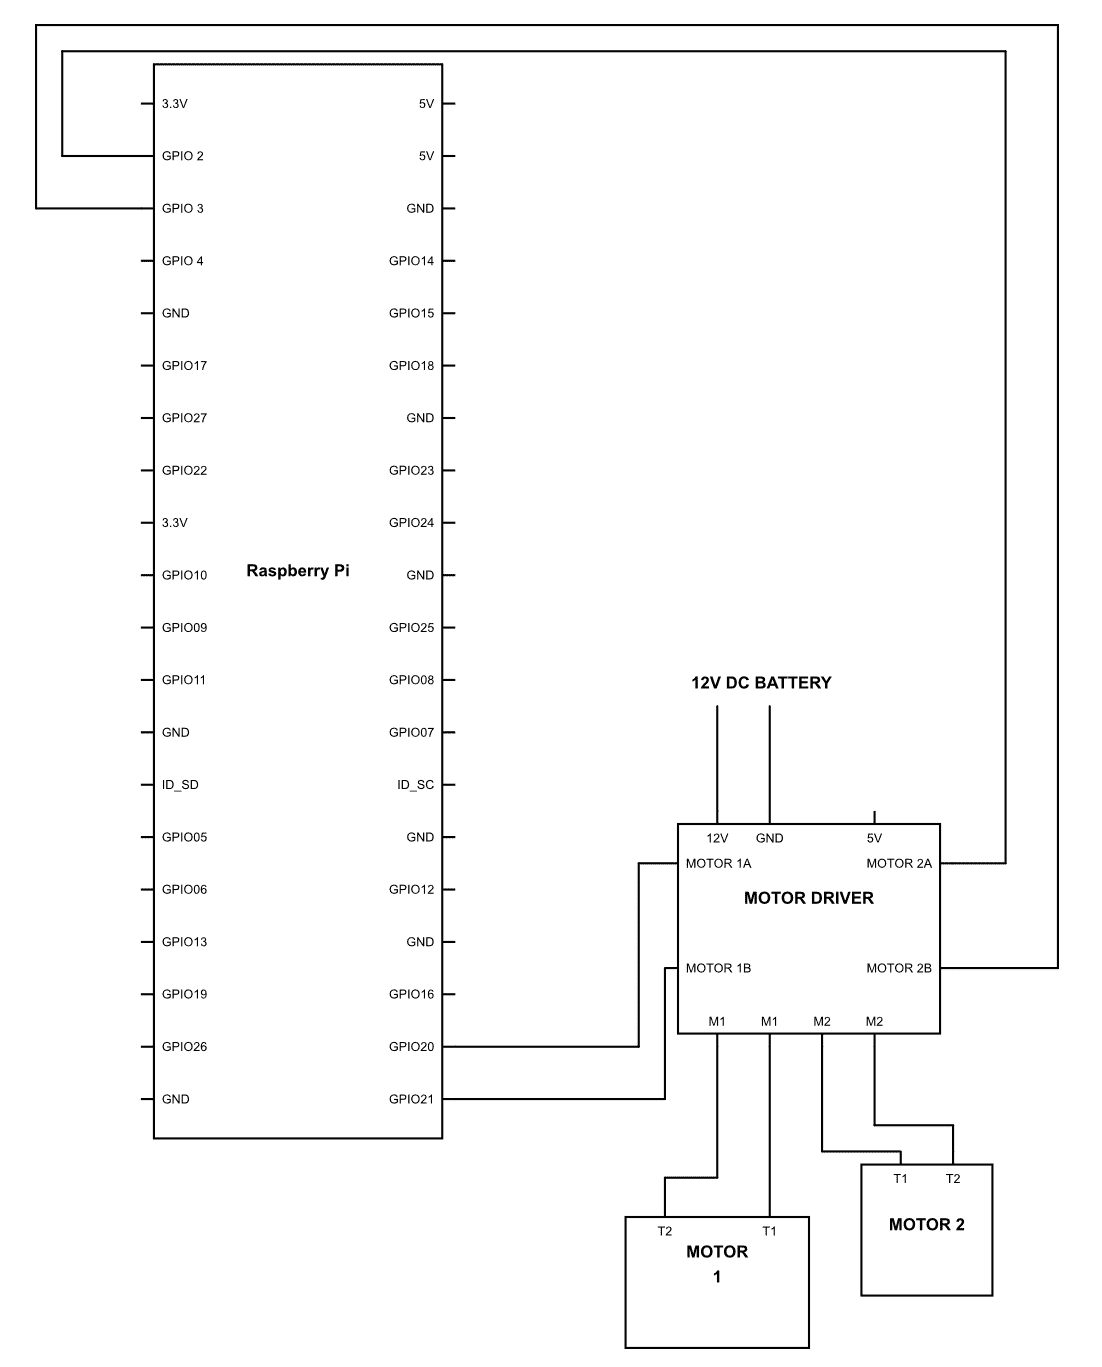 3.3V
5V
GPIO 2
5V
GPIO 3
GND
GPIO 4
GPIO14
GND
GPIO15
GPIO17
GPIO18
GPIO27
GND
GPIO22
GPIO23
3.3V
GPIO24
Raspberry Pi
GPIO10
GND
GPIO09
GPIO25
GPIO11
GPIO08
GND
GPIO07
ID_SD
ID_SC
GPIO05
GND
GPIO06
GPIO12
GPIO13
GND
GPIO19
GPIO16
GPIO26
GPIO20
GND
GPIO21
12V DC BATTERY
12V
GND
5V
MOTOR 1A
MOTOR 2A
MOTOR DRIVER
MOTOR 1B
MOTOR 2B
M1
M1
M2
M2
T1
T2
MOTOR 2
T2
T1
MOTOR
1